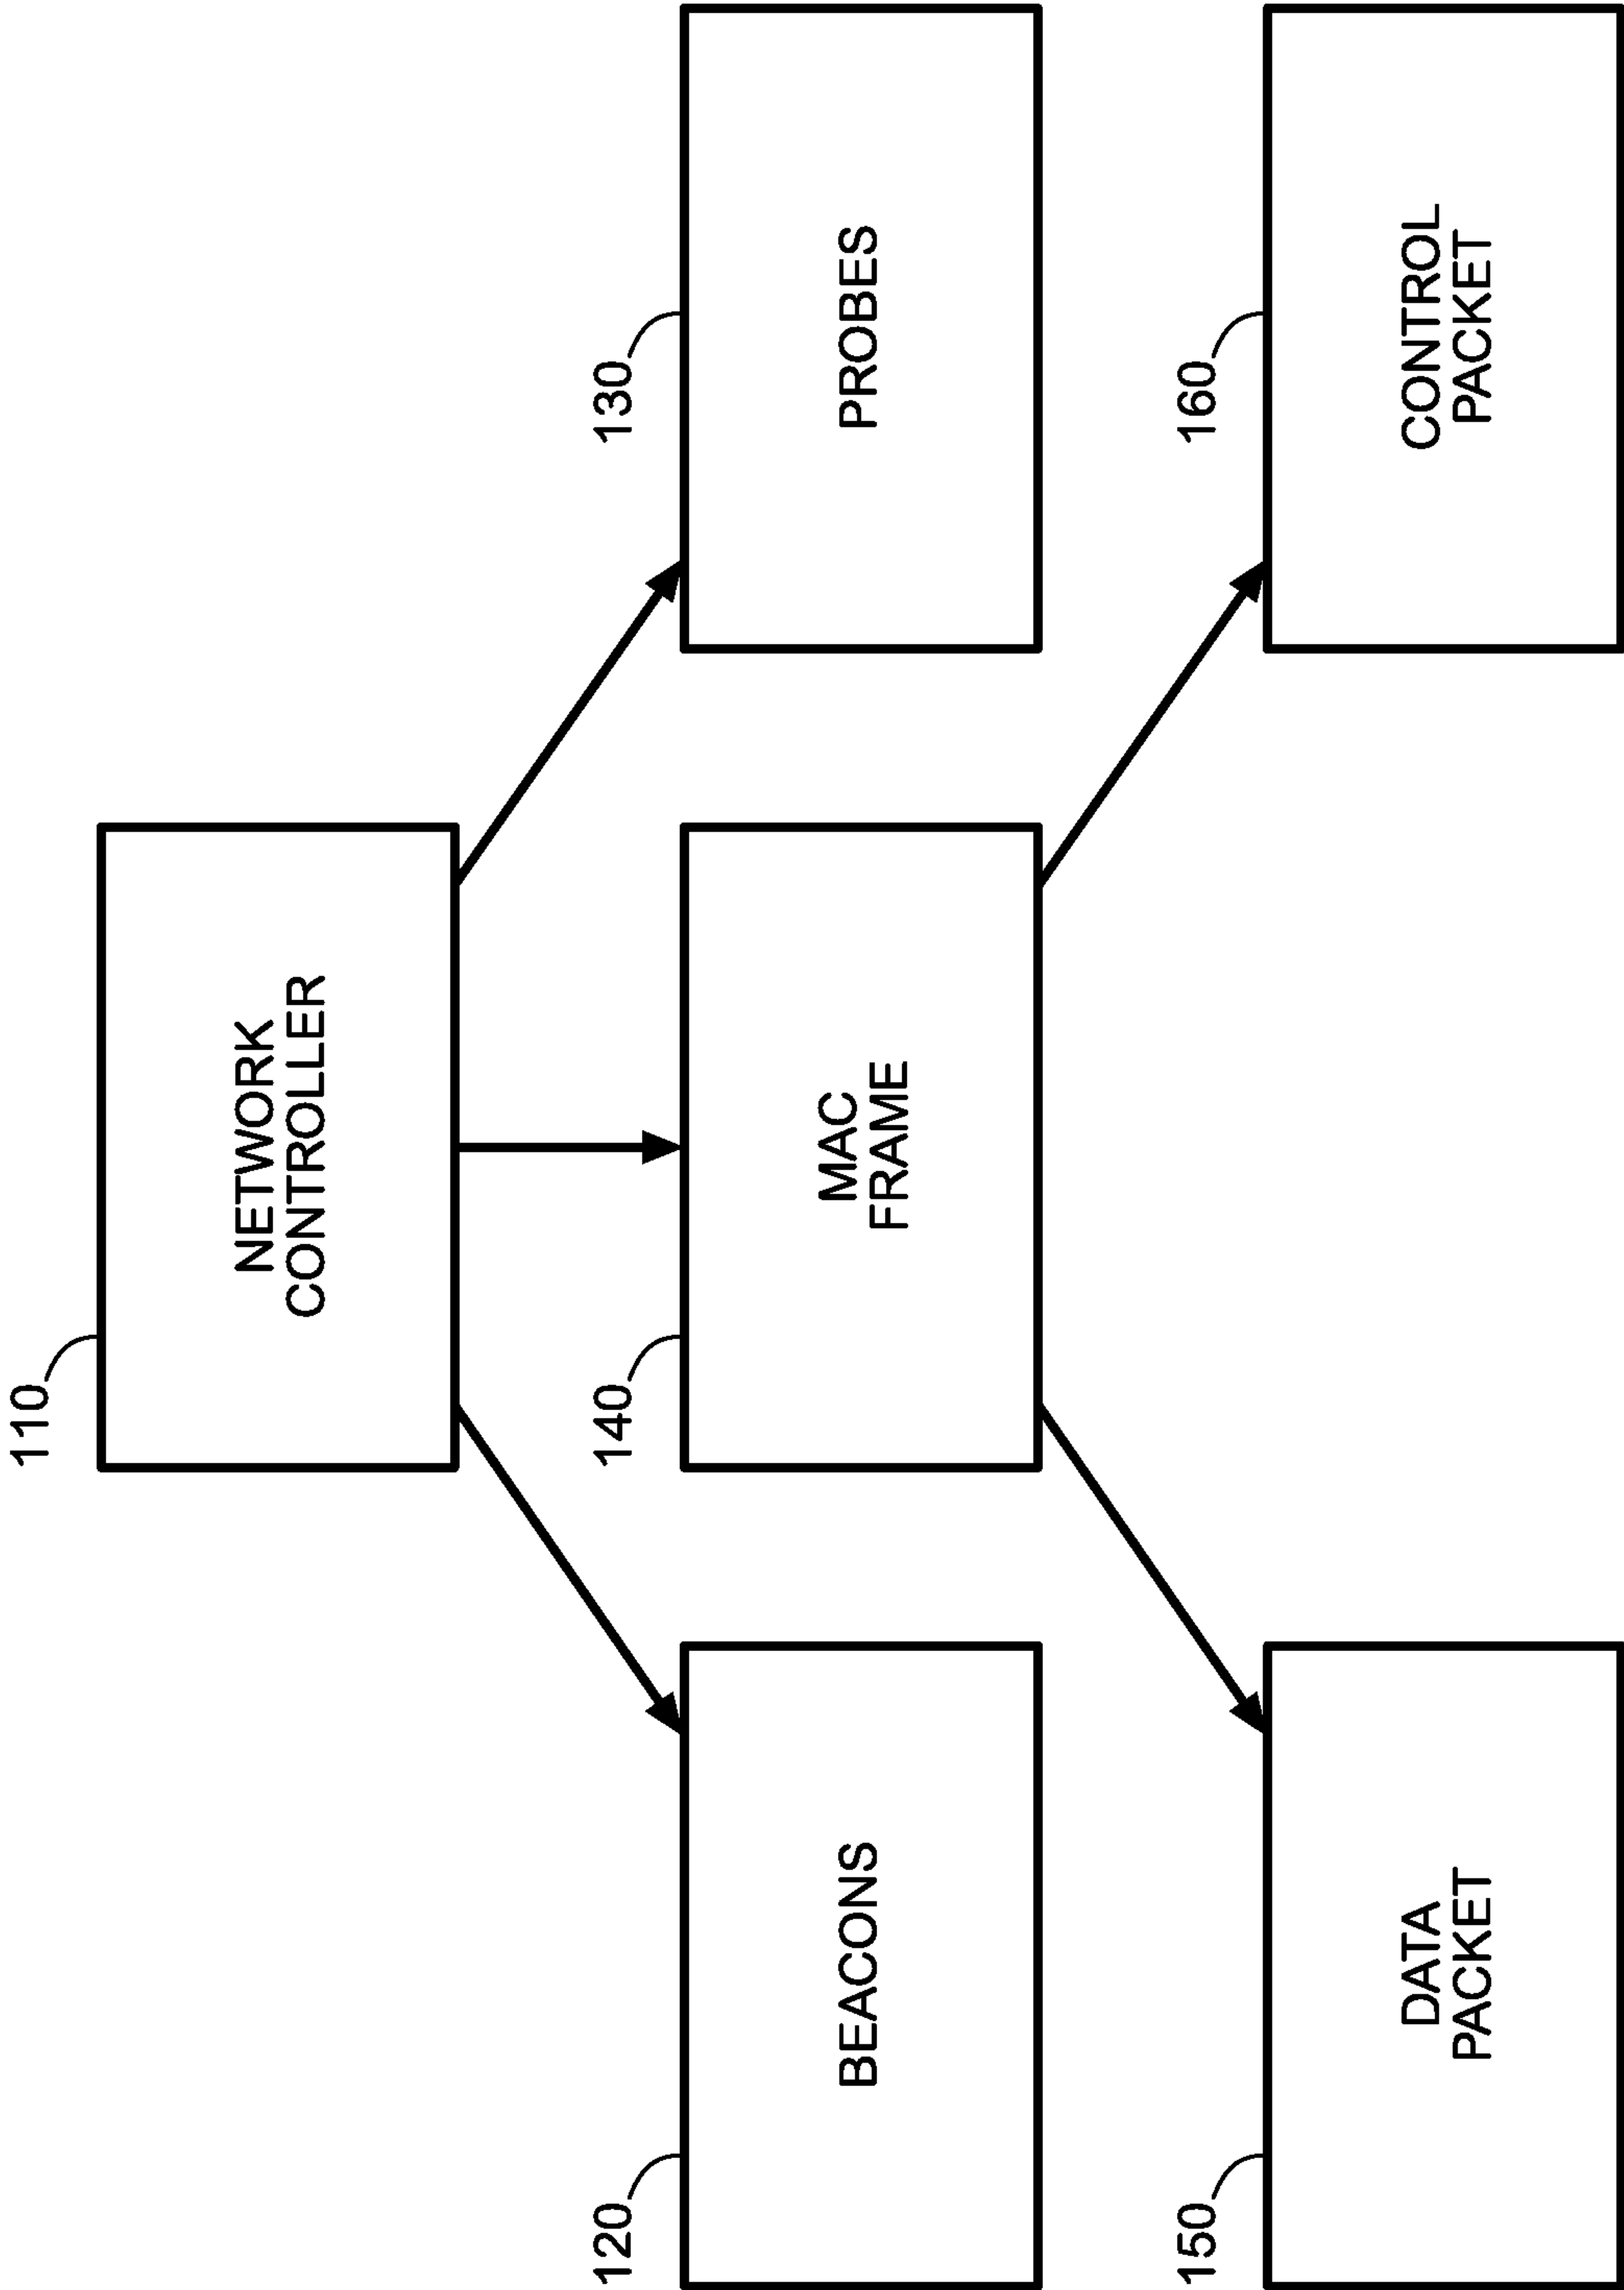 110
NETWORK
CONTROLLER
120
BEACONS
140
MAC
FRAME
130
PROBES
150
DATA
PACKET
160
CONTROL
PACKET